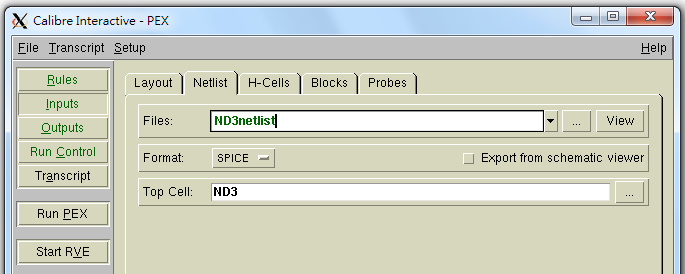 Calibre Interactive - PEX
File Transcript Setup Help
Rules
Inputs
Outputs
Run Control
Transcript
Run PEX
Start RVE
Layout Netlist H-Cells Blocks Probes
Files: ND3netlist ... View
Format: SPICE Export from schematic viewer
Top Cell: ND3 ...